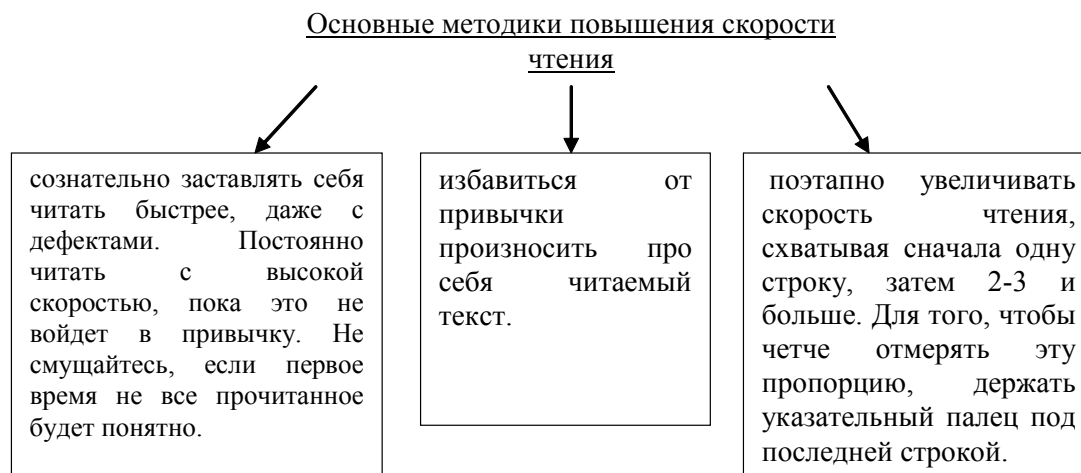 Основные методики повышения скорости
чтения
сознательно заставлять себя
читать быстрее, даже с
дефектами. Постоянно
читать с высокой
скоростью, пока это не
войдет в привычку. Не
смущайтесь, если первое
время не все прочитанное
будет понятно.
избавиться от
привычки
произносить про
себя читаемый
текст.
поэтапно увеличивать
скорость чтения,
схватывая сначала одну
строку, затем 2-3 и
больше. Для того, чтобы
четче отмерять эту
пропорцию, держать
указательный палец под
последней строкой.